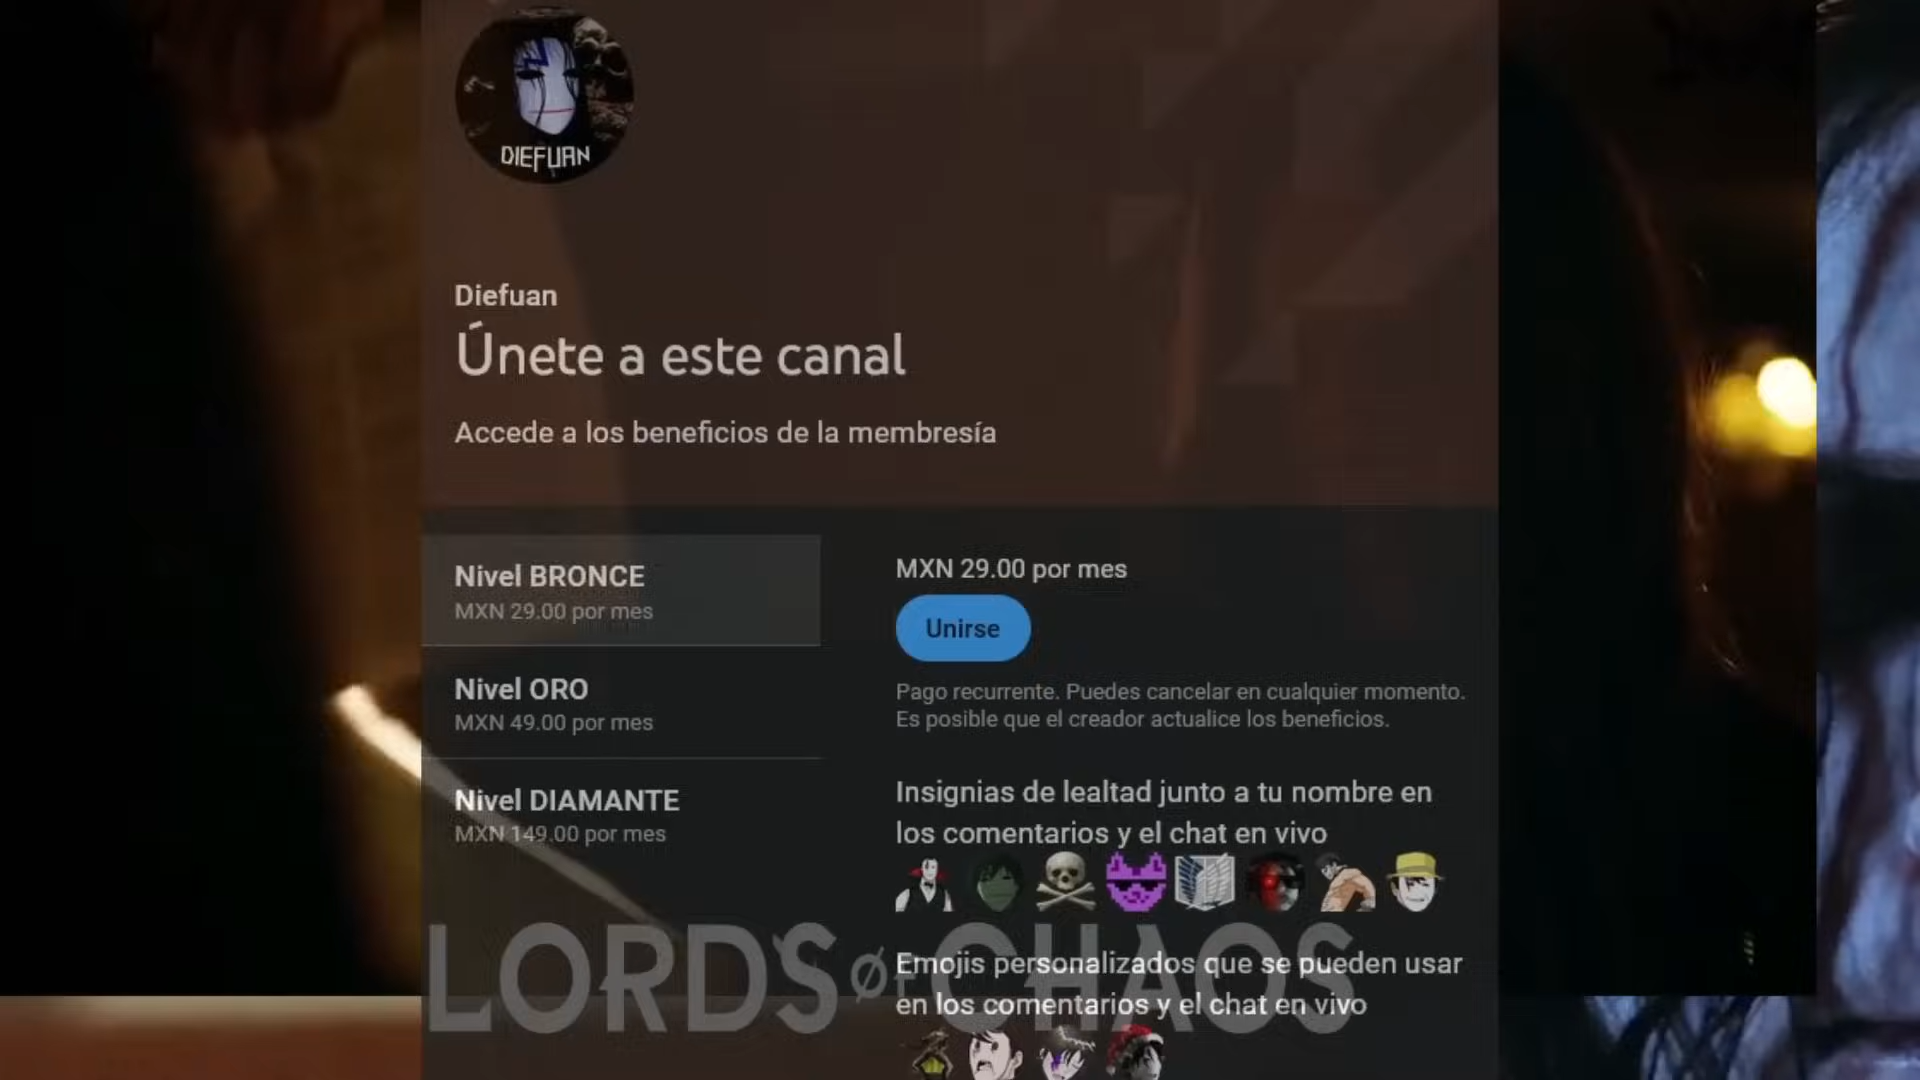 DIEFUAN
Diefuan
Únete a este canal
Accede a los beneficios de la membresía
Nivel BRONCE
MXN 29.00 por mes
Nivel ORO
MXN 49.00 por mes
Nivel DIAMANTE
MXN 149.00 por mes
MXN 29.00 por mes
Unirse
Pago recurrente. Puedes cancelar en cualquier momento.
Es posible que el creador actualice los beneficios.
Insignias de lealtad junto a tu nombre en
los comentarios y el chat en vivo
Emojis personalizados que se pueden usar
en los comentarios y el chat en vivo
LORDS ØF CHAOS